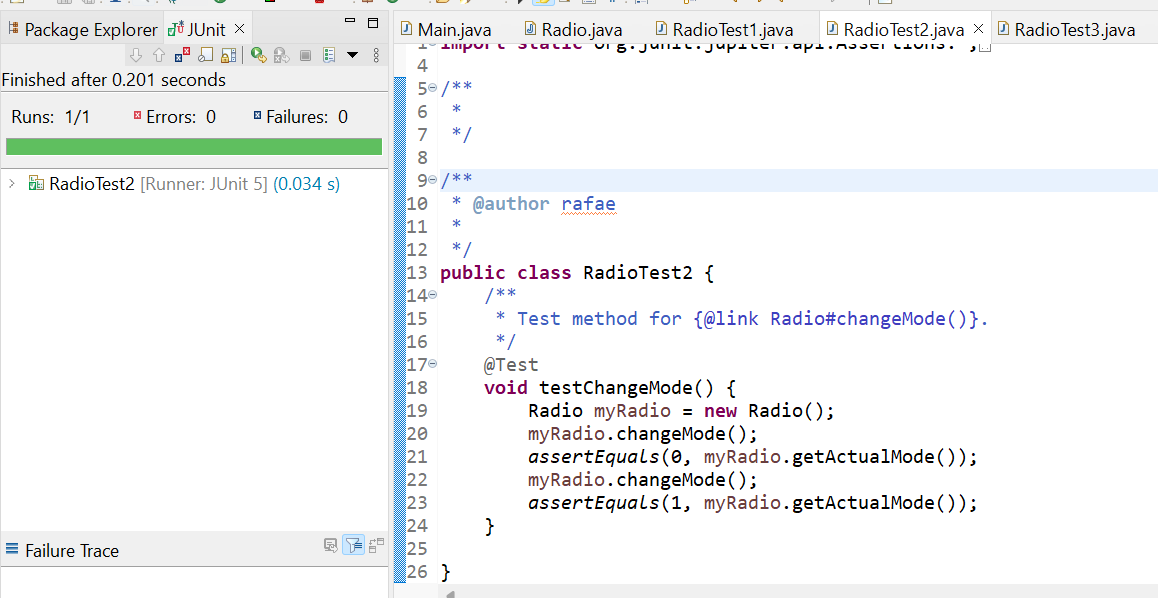 Package Explorer JUnit
Finished after 0.201 seconds
Runs: 1/1 Errors: 0 Failures: 0
RadioTest2 [Runner: JUnit 5] (0.034 s)
Failure Trace
Main.java Radio.java RadioTest1.java RadioTest2.java RadioTest3.java
1 import static org.junit.jupiter.api.Assertions.*;
4
5 /**
6  *
7  */
8
9 /**
10  * @author rafae
11  *
12  */
13 public class RadioTest2 {
14     /**
15      * Test method for {@link Radio#changeMode()}.
16      */
17     @Test
18     void testChangeMode() {
19         Radio myRadio = new Radio();
20         myRadio.changeMode();
21         assertEquals(0, myRadio.getActualMode());
22         myRadio.changeMode();
23         assertEquals(1, myRadio.getActualMode());
24     }
25
26 }